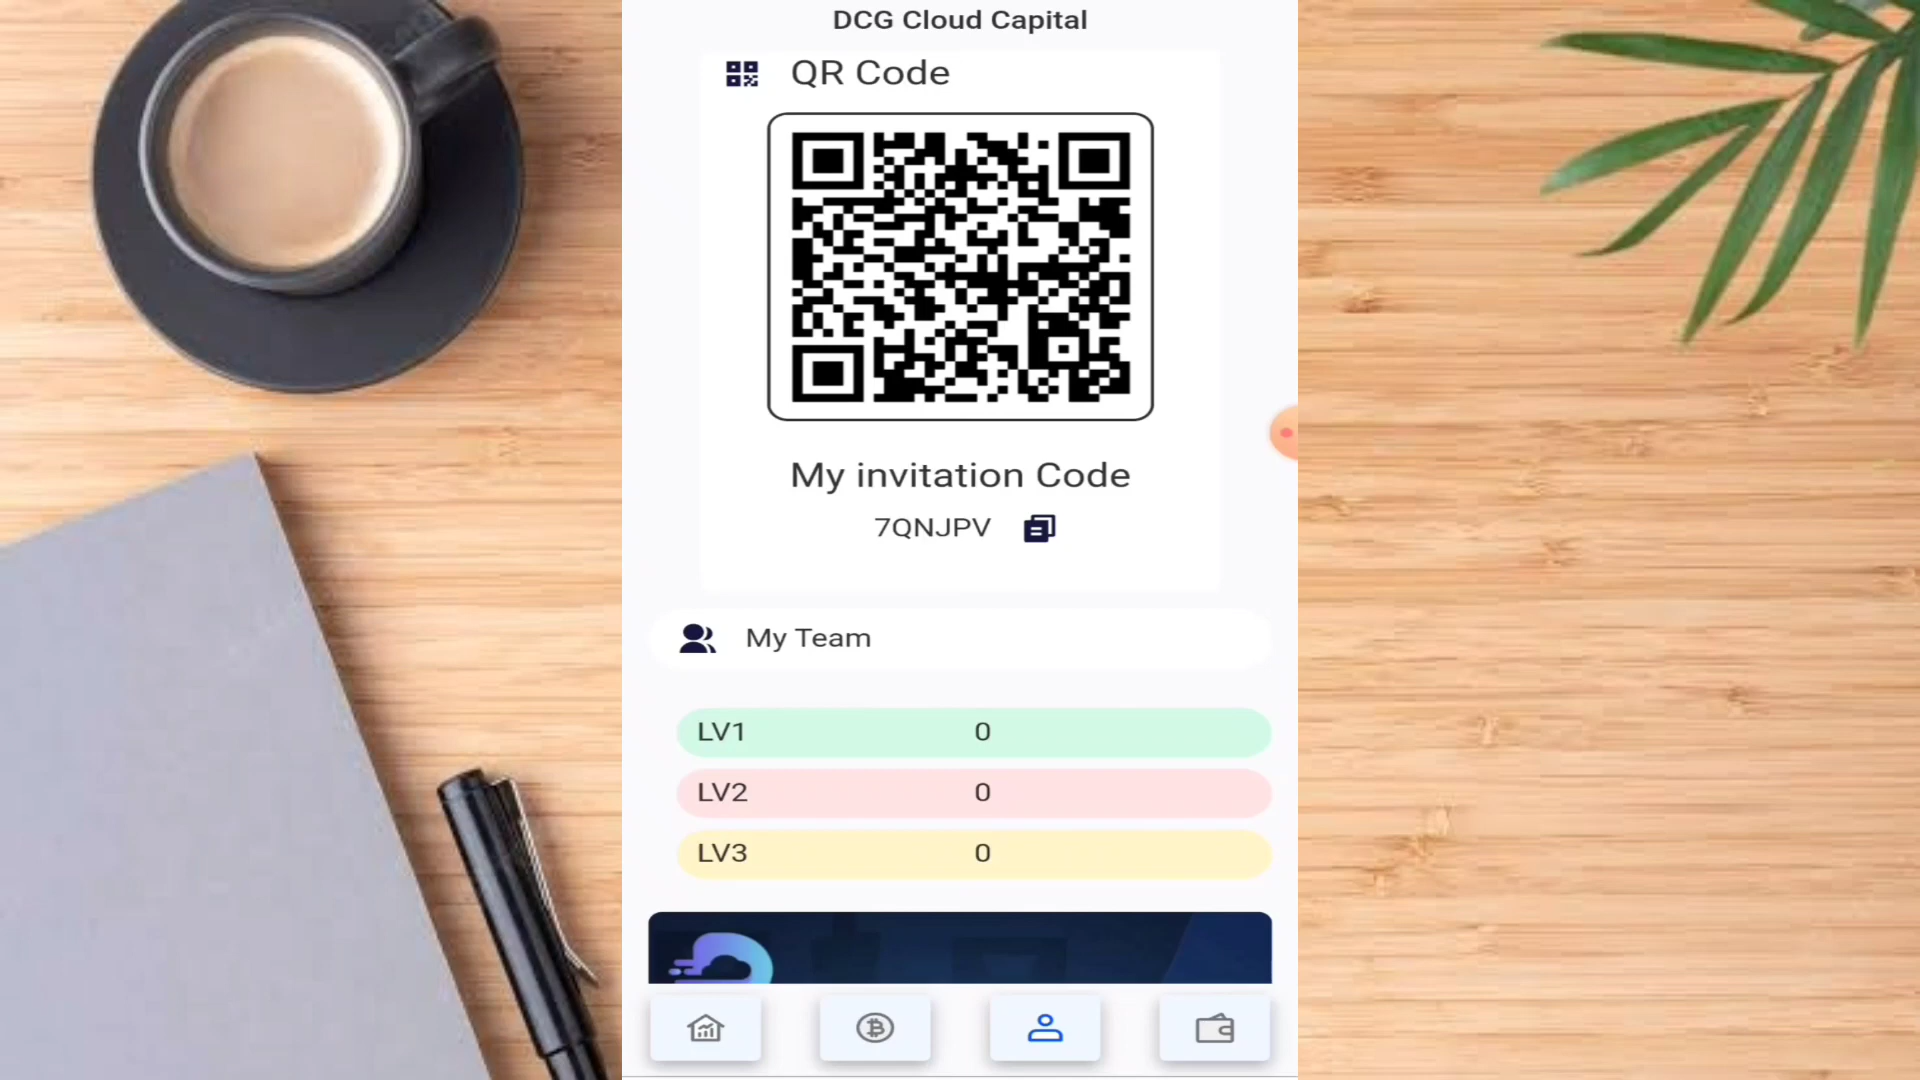 DCG Cloud Capital
QR Code
My invitation Code
7QNJPV
My Team
LV1 0
LV2 0
LV3 0